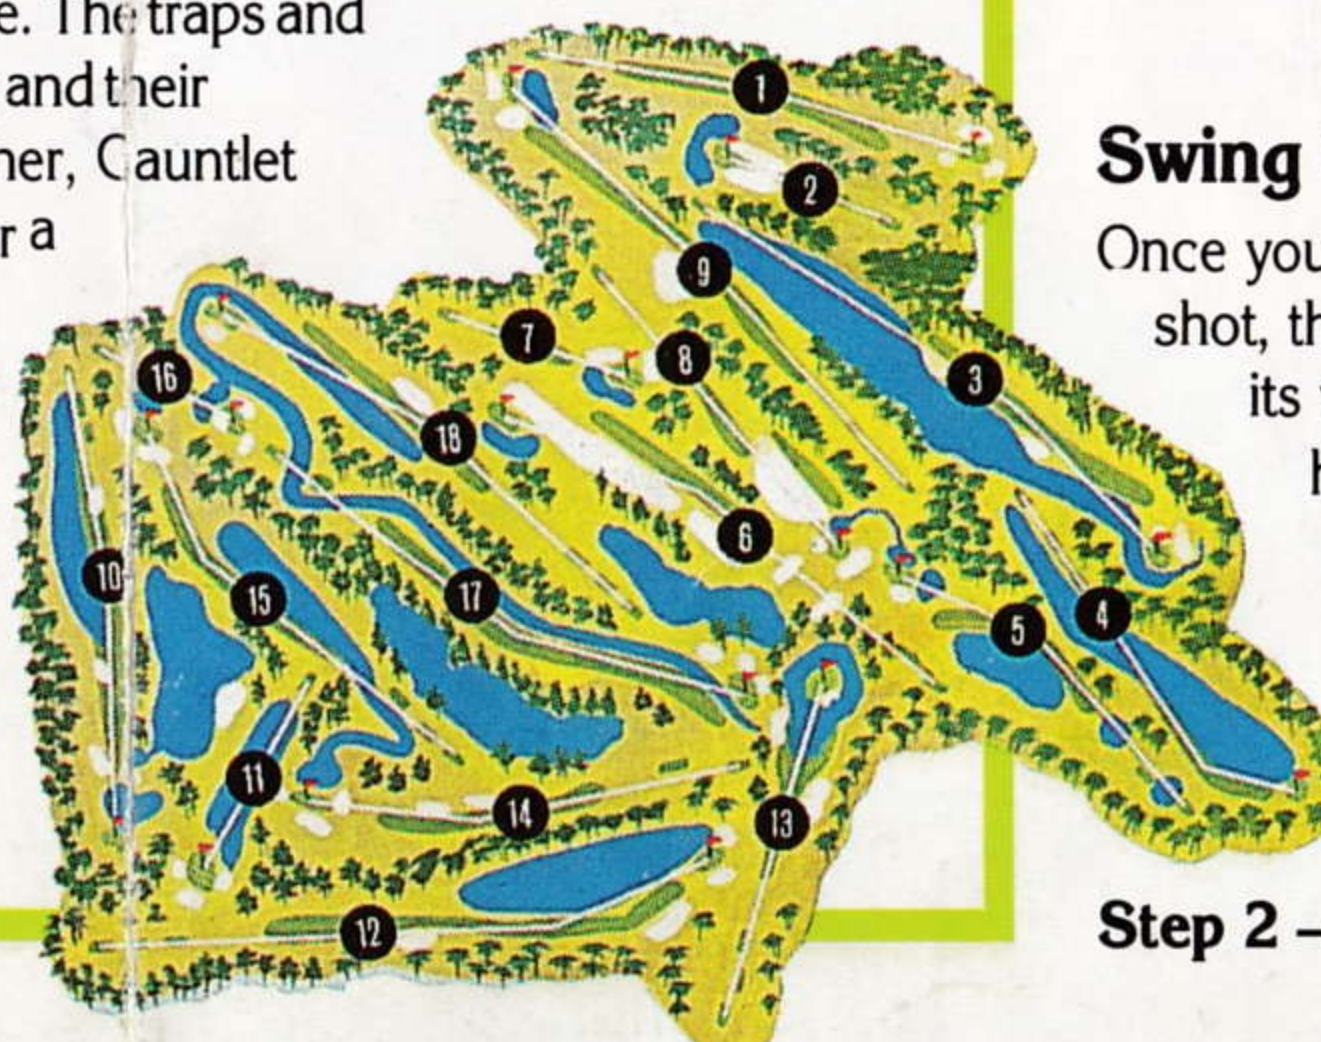 e. The traps and
and their
ner, Gauntlet
r a
Swing
Once you
shot, th
its
h
Step 2 –
1
2
9
3
7
8
16
18
6
10
15
17
5
4
11
14
13
12